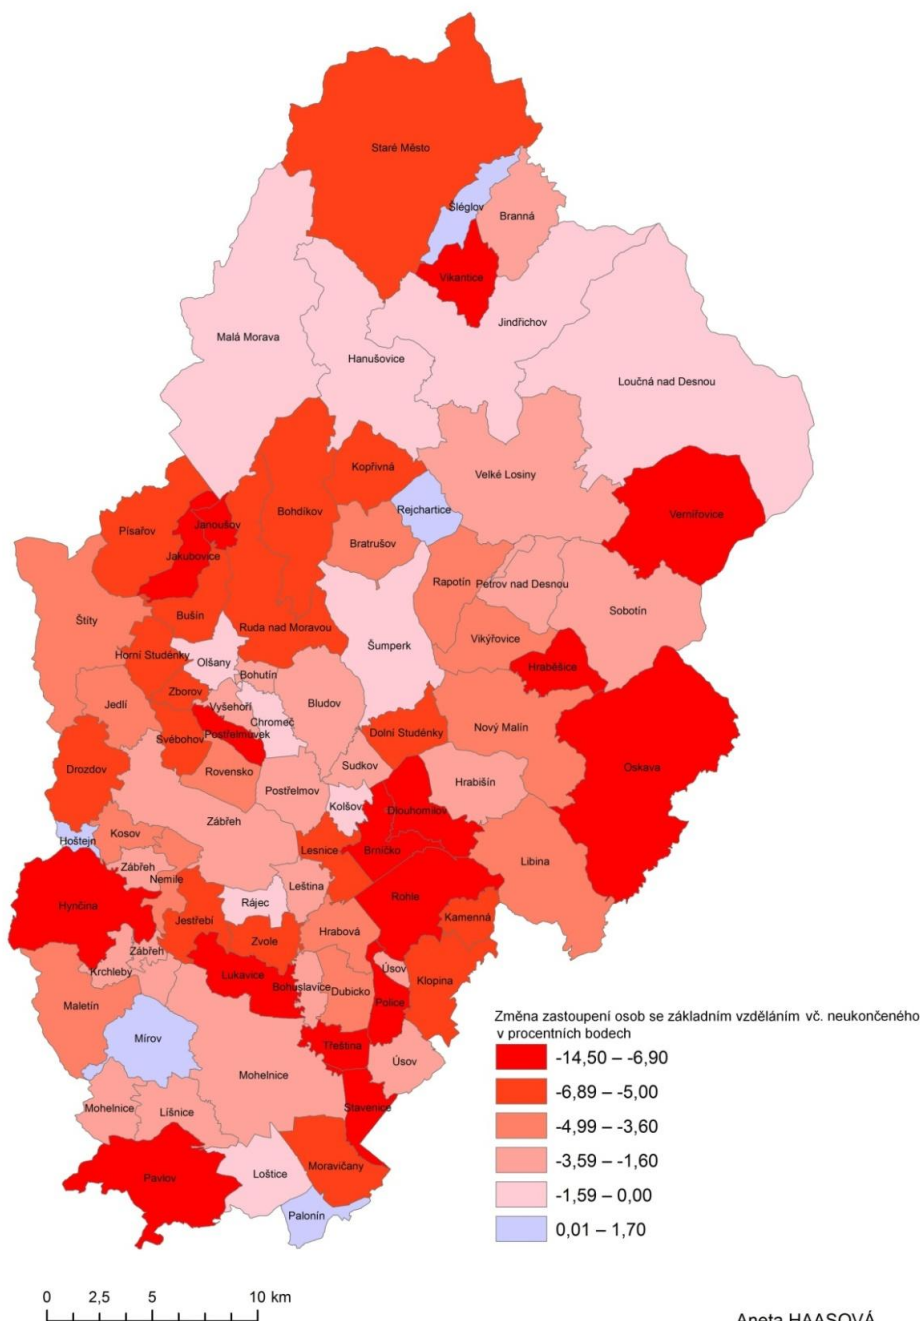 Staré Město
Šléglov
Branná
Vikantice
Jindřichov
Malá Morava
Hanušovice
Loučná nad Desnou
Kopřivná
Velké Losiny
Rejchartice
Bohdíkov
Vernířovice
Janoušov
Písařov
Bratrušov
Jakubovice
Rapotín
Petrov nad Desnou
Sobotín
Bušín
Štíty
Ruda nad Moravou
Vikýřovice
Šumperk
Horní Studénky
Olšany
Hraběšice
Bohutín
Zborov
Jedlí
Vyšehoří
Bludov
Chromeč
Nový Malín
Postřelmůvek
Dolní Studénky
Svébohov
Sudkov
Oskava
Drozdov
Rovensko
Hrabišín
Postřelmov
Kolšov
Dlouhomilov
Zábřeh
Kosov
Hoštejn
Lesnice
Brníčko
Libina
Zábřeh
Nemile
Leština
Rohle
Hynčina
Rájec
Kamenná
Jestřebí
Hrabová
Zvole
Zábřeh
Klopina
Krchleby
Lukavice
Úsov
Bohuslavice
Dubicko
Maletín
Police
Mírov
Třeština
Úsov
Mohelnice
Stavenice
Mohelnice
Líšnice
Moravičany
Pavlov
Loštice
Palonín
Změna zastoupení osob se základním vzděláním vč. neukončeného
v procentních bodech
-14,50 – -6,90
-6,89 – -5,00
-4,99 – -3,60
-3,59 – -1,60
-1,59 – 0,00
0,01 – 1,70
0 2,5 5 10 km
Aneta HAASOVÁ